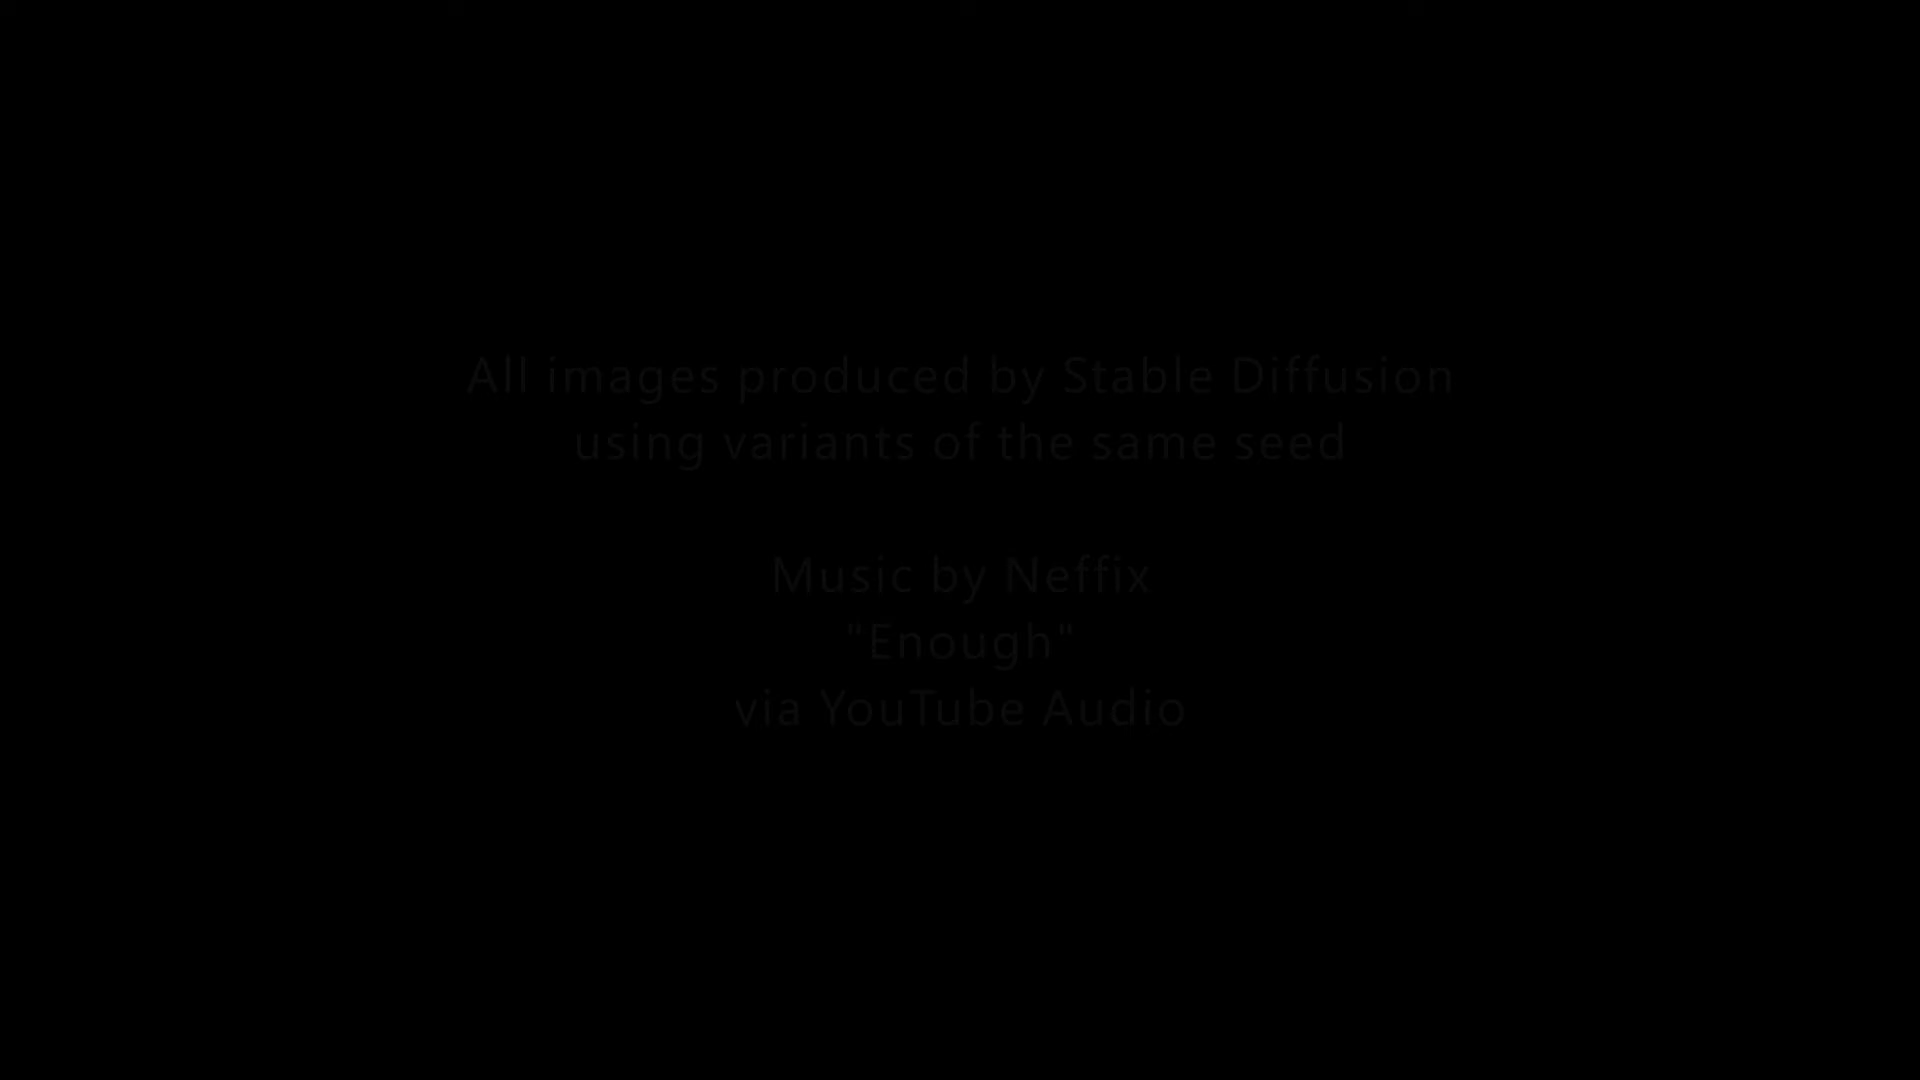 All images produced by Stable Diffusion
using variants of the same seed
Music by Neffix
"Enough"
via YouTube Audio